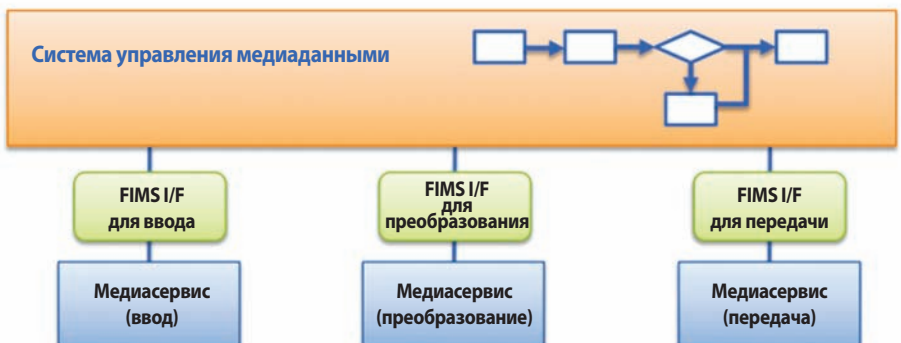 Система управления медиаданными
FIMS I/F
для ввода
FIMS I/F
для
преобразования
FIMS I/F
для передачи
Медиасервис
(ввод)
Медиасервис
(преобразование)
Медиасервис
(передача)